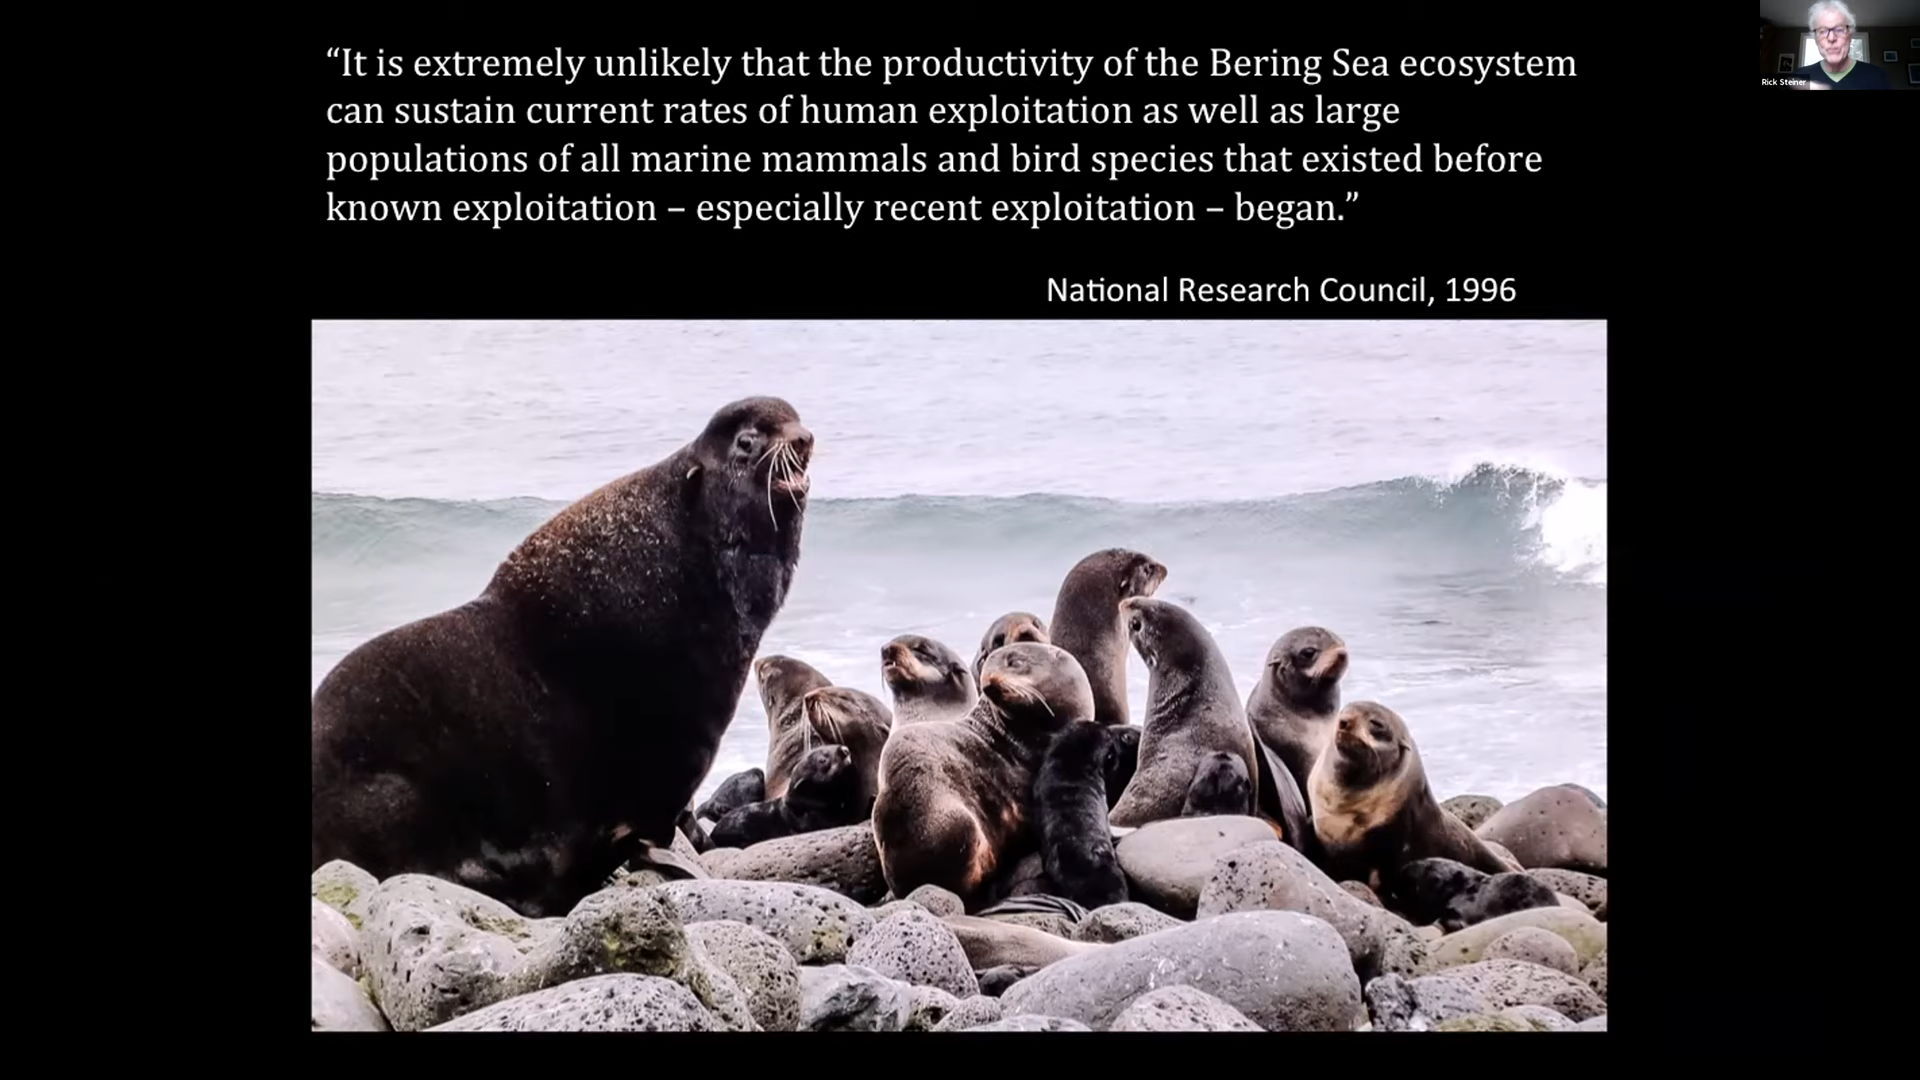 “It is extremely unlikely that the productivity of the Bering Sea ecosystem
can sustain current rates of human exploitation as well as large
populations of all marine mammals and bird species that existed before
known exploitation – especially recent exploitation – began.”
National Research Council, 1996
Rick Steiner